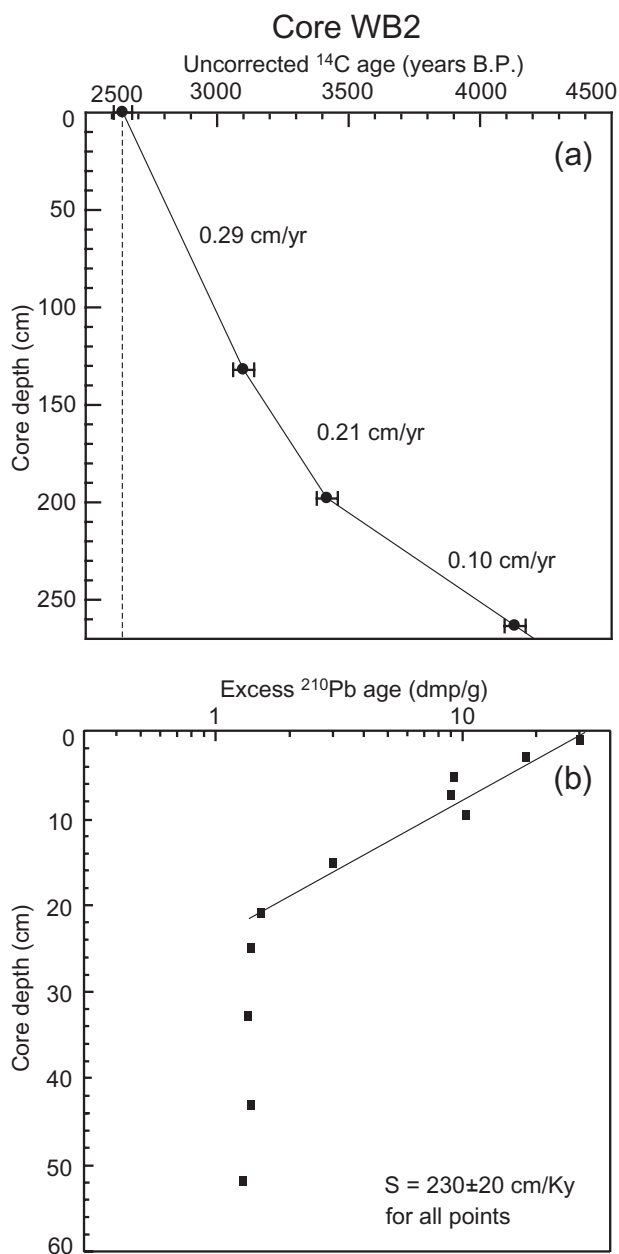 Core WB2
Uncorrected ¹⁴C age (years B.P.)
2500 3000 3500 4000 4500
0
(a)
50
0.29 cm/yr
100
Core depth (cm)
150
0.21 cm/yr
200
0.10 cm/yr
250
Excess ²¹⁰Pb age (dmp/g)
1 10
0
(b)
10
20
30
Core depth (cm)
40
50
S = 230±20 cm/Ky
for all points
60